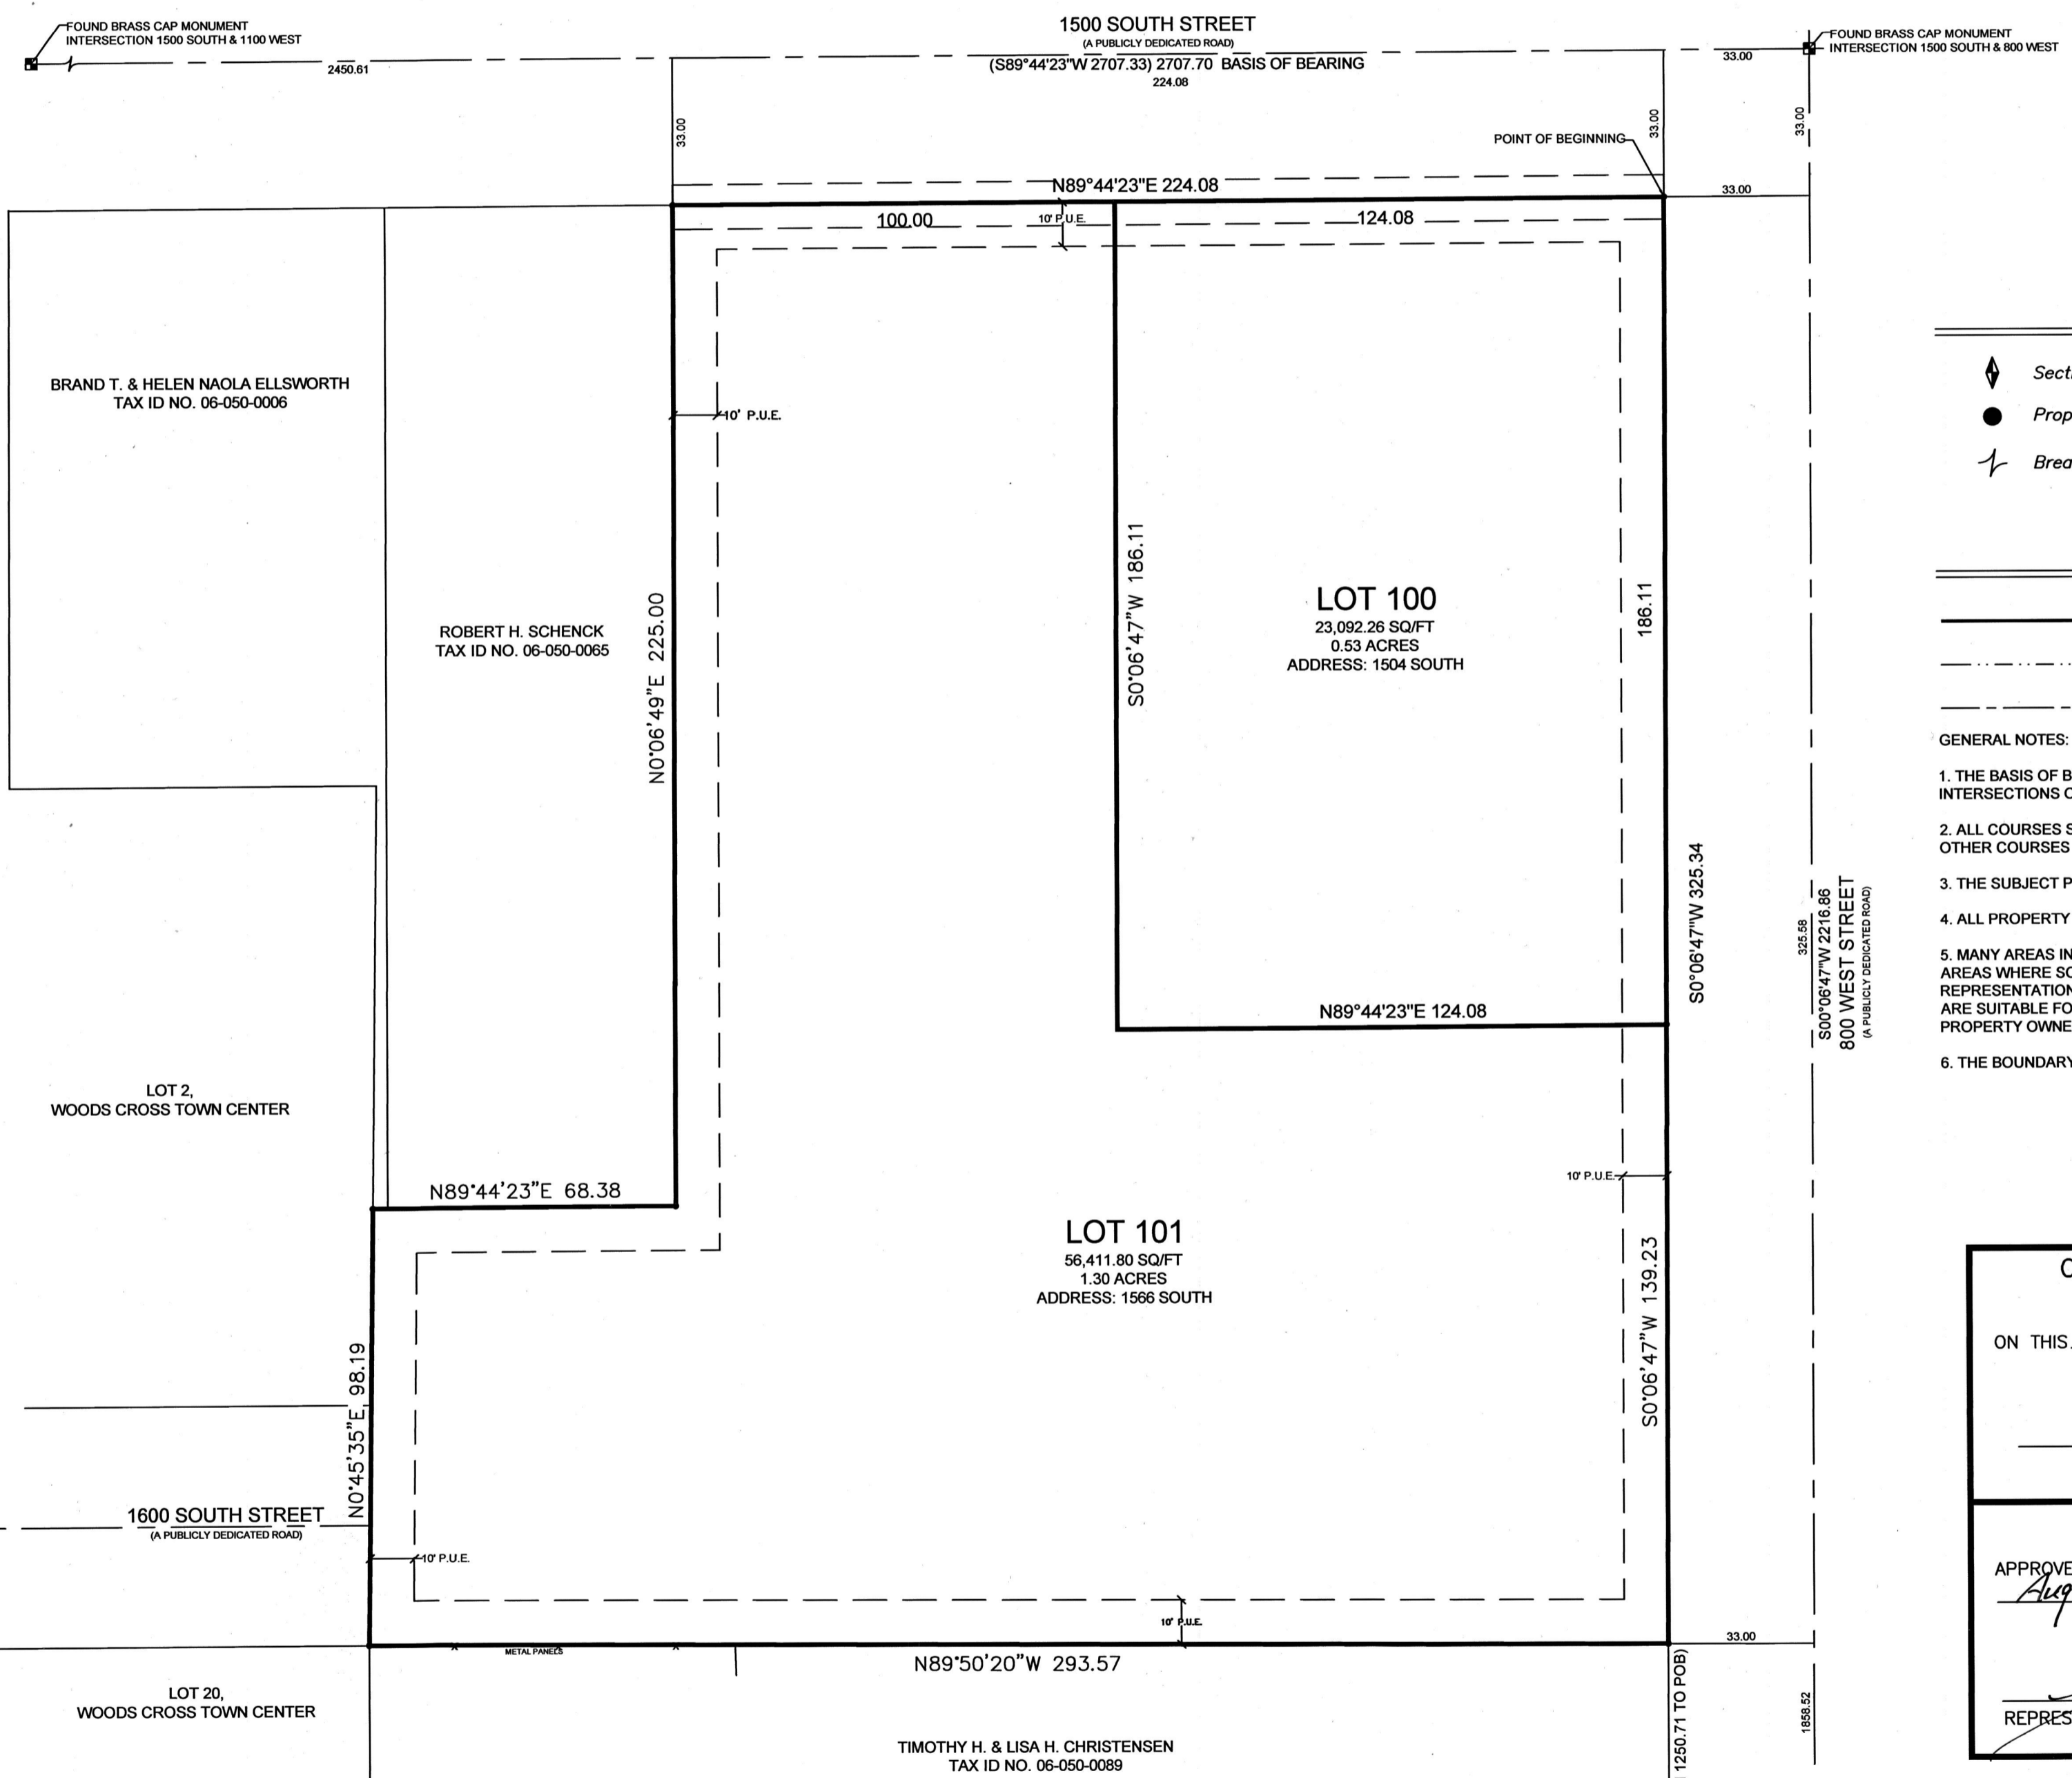 FOUND BRASS CAP MONUMENT
INTERSECTION 1500 SOUTH & 1100 WEST
1500 SOUTH STREET
(A PUBLICLY DEDICATED ROAD)
FOUND BRASS CAP MONUMENT
INTERSECTION 1500 SOUTH & 800 WEST
2450.61
(S89°44'23"W 2707.33) 2707.70 BASIS OF BEARING
224.08
33.00
33.00
33.00
33.00
POINT OF BEGINNING
N89°44'23"E 224.08
33.00
100.00
10' P.U.E.
124.08
BRAND T. & HELEN NAOLA ELLSWORTH
TAX ID NO. 06-050-0006
10' P.U.E.
ROBERT H. SCHENCK
TAX ID NO. 06-050-0065
N0°06'49"E 225.00
S0°06'47"W 186.11
LOT 100
23,092.26 SQ/FT
0.53 ACRES
ADDRESS: 1504 SOUTH
186.11
S0°06'47"W 325.34
325.58
S00°06'47"W 2216.86
800 WEST STREET
(A PUBLICLY DEDICATED ROAD)
N89°44'23"E 124.08
LOT 2,
WOODS CROSS TOWN CENTER
N89°44'23"E 68.38
10' P.U.E.
LOT 101
56,411.80 SQ/FT
1.30 ACRES
ADDRESS: 1566 SOUTH
S0°06'47"W 139.23
N0°45'35"E 98.19
1600 SOUTH STREET
(A PUBLICLY DEDICATED ROAD)
10' P.U.E.
10' P.U.E.
METAL PANELS
N89°50'20"W 293.57
33.00
LOT 20,
WOODS CROSS TOWN CENTER
1250.71 TO POB)
1858.52
TIMOTHY H. & LISA H. CHRISTENSEN
TAX ID NO. 06-050-0089
Sect
Prop
Brea
GENERAL NOTES:
1. THE BASIS OF B
INTERSECTIONS O
2. ALL COURSES S
OTHER COURSES
3. THE SUBJECT P
4. ALL PROPERTY
5. MANY AREAS IN
AREAS WHERE SO
REPRESENTATION
ARE SUITABLE FO
PROPERTY OWNE
6. THE BOUNDARY
ON THIS
APPROVE
Aug
REPRES